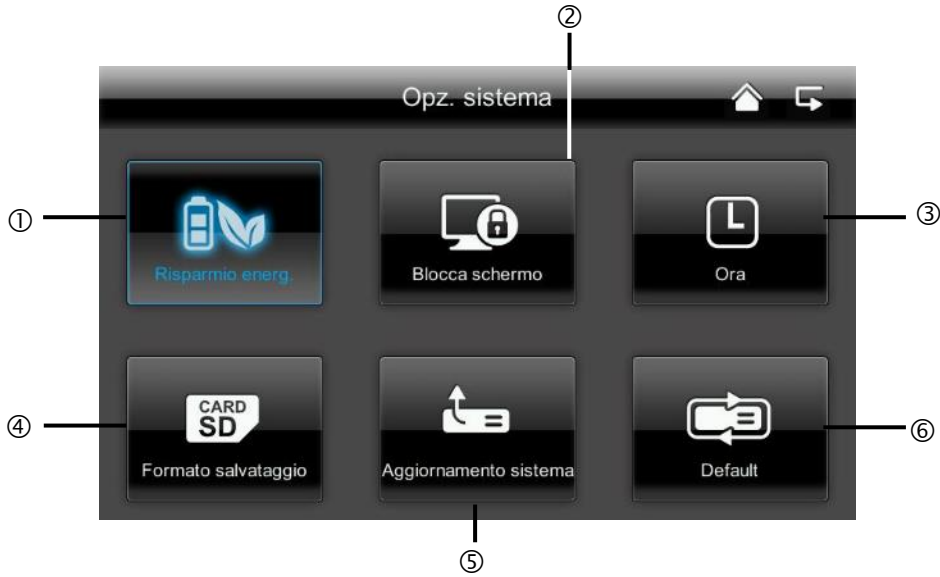 ②
Opz. sistema
①
③
Risparmio energ.
Blocca schermo
Ora
④
CARD
SD
⑥
Formato salvataggio
Aggiornamento sistema
Default
⑤